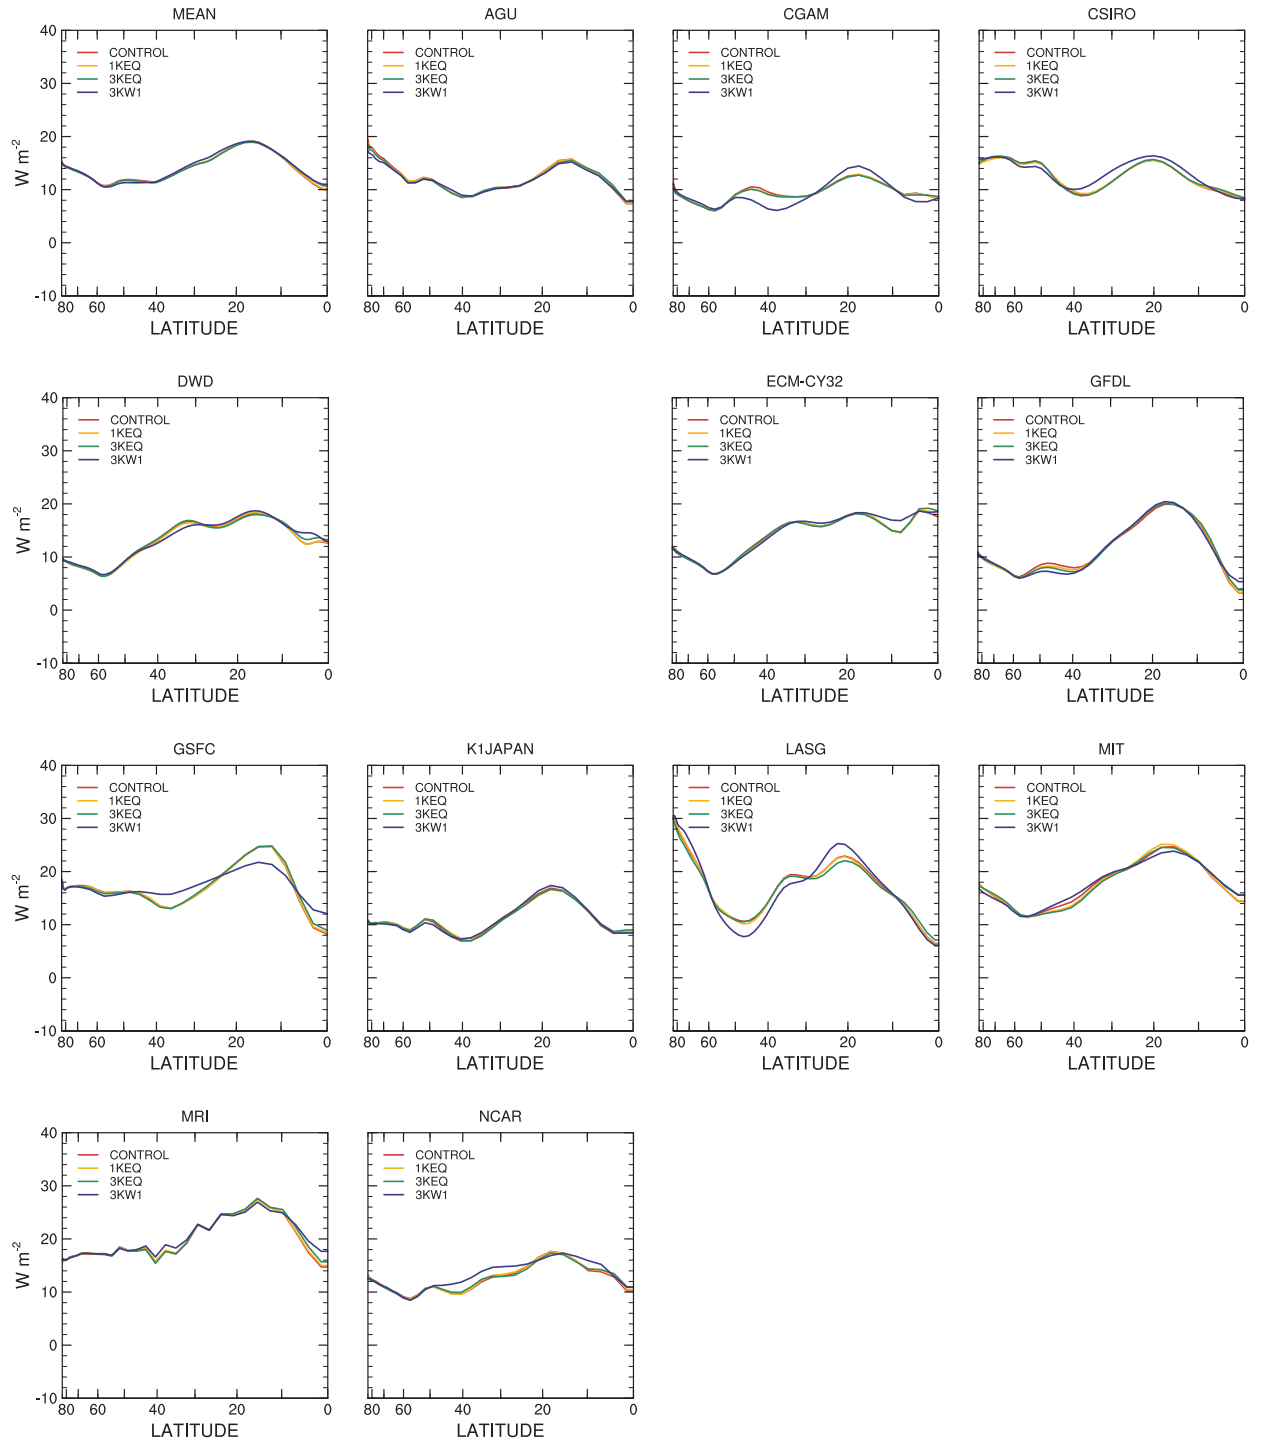 MEAN
40
30
20
10
0
-10
W m-2
CONTROL
1KEQ
3KEQ
3KW1
80 60 40 20 0
LATITUDE
AGU
CONTROL
1KEQ
3KEQ
3KW1
80 60 40 20 0
LATITUDE
CGAM
CONTROL
1KEQ
3KEQ
3KW1
80 60 40 20 0
LATITUDE
CSIRO
CONTROL
1KEQ
3KEQ
3KW1
80 60 40 20 0
LATITUDE
DWD
40
30
20
10
0
-10
W m-2
CONTROL
1KEQ
3KEQ
3KW1
80 60 40 20 0
LATITUDE
ECM-CY32
CONTROL
1KEQ
3KEQ
3KW1
80 60 40 20 0
LATITUDE
GFDL
CONTROL
1KEQ
3KEQ
3KW1
80 60 40 20 0
LATITUDE
GSFC
40
30
20
10
0
-10
W m-2
CONTROL
1KEQ
3KEQ
3KW1
80 60 40 20 0
LATITUDE
K1JAPAN
CONTROL
1KEQ
3KEQ
3KW1
80 60 40 20 0
LATITUDE
LASG
CONTROL
1KEQ
3KEQ
3KW1
80 60 40 20 0
LATITUDE
MIT
CONTROL
1KEQ
3KEQ
3KW1
80 60 40 20 0
LATITUDE
MRI
40
30
20
10
0
-10
W m-2
CONTROL
1KEQ
3KEQ
3KW1
80 60 40 20 0
LATITUDE
NCAR
CONTROL
1KEQ
3KEQ
3KW1
80 60 40 20 0
LATITUDE